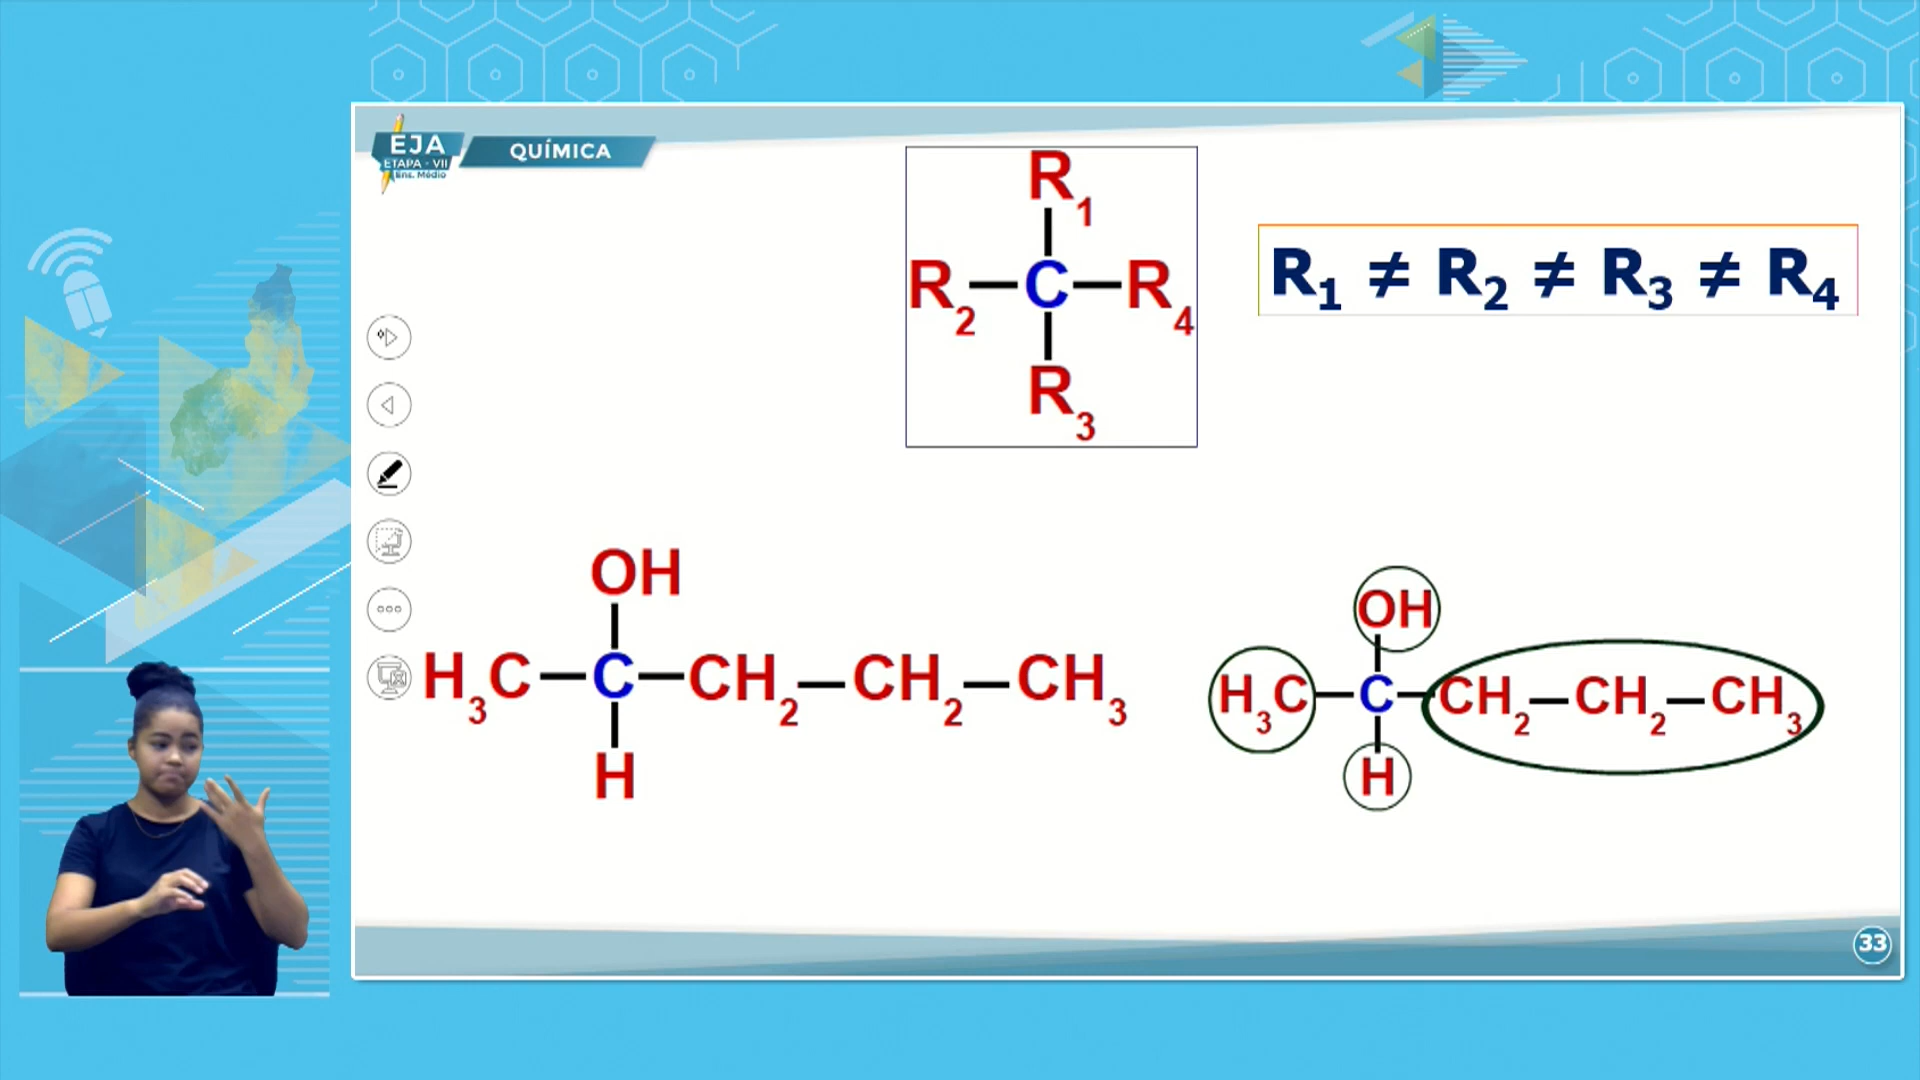 EJA
ETAPA - VII
Ens. Médio
QUÍMICA
R1
R2—C—R4
R3
R1 ≠ R2 ≠ R3 ≠ R4
OH
H3C—C—CH2—CH2—CH3
H
OH
H3C—C—CH2—CH2—CH3
H
33